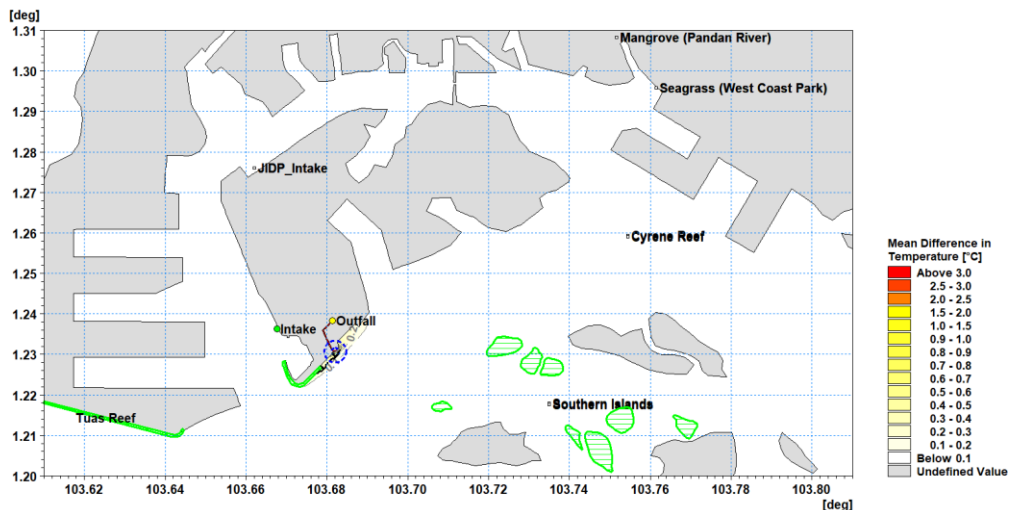 [deg]
1.31
Mangrove (Pandan River)
1.30
Seagrass (West Coast Park)
1.29
1.28
JIDP_Intake
1.27
1.26
Cyrene Reef
1.25
1.24
Intake
Outfall
1.23
1.22
Southern Islands
Tuas Reef
1.21
1.20
103.62
103.64
103.66
103.68
103.70
103.72
103.74
103.76
103.78
103.80
[deg]
Mean Difference in
Temperature [°C]
Above 3.0
2.5 - 3.0
2.0 - 2.5
1.5 - 2.0
1.0 - 1.5
0.9 - 1.0
0.8 - 0.9
0.7 - 0.8
0.6 - 0.7
0.5 - 0.6
0.4 - 0.5
0.3 - 0.4
0.2 - 0.3
0.1 - 0.2
Below 0.1
Undefined Value